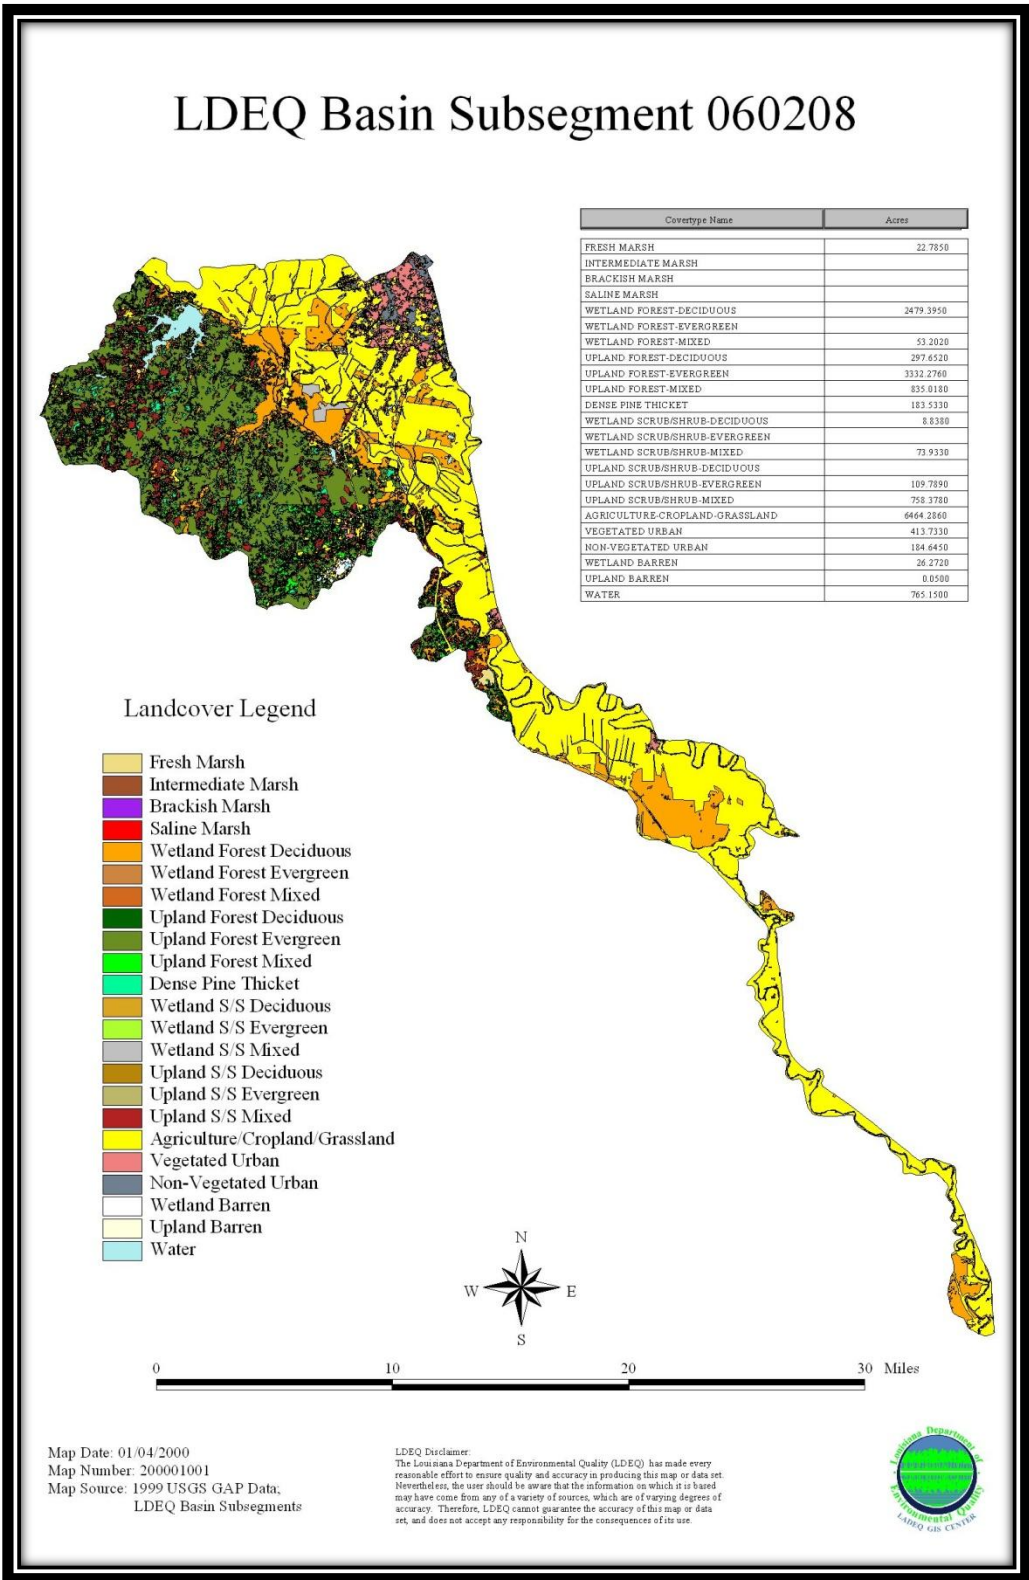 LDEQ Basin Subsegment 060208
Covertype Name Acres
FRESH MARSH 22.7850
INTERMEDIATE MARSH
BRACKISH MARSH
SALINE MARSH
WETLAND FOREST-DECIDUOUS 2479.3950
WETLAND FOREST-EVERGREEN
WETLAND FOREST-MIXED 53.2020
UPLAND FOREST-DECIDUOUS 297.6520
UPLAND FOREST-EVERGREEN 3332.2760
UPLAND FOREST-MIXED 835.0180
DENSE PINE THICKET 183.5330
WETLAND SCRUB/SHRUB-DECIDUOUS 8.8380
WETLAND SCRUB/SHRUB-EVERGREEN
WETLAND SCRUB/SHRUB-MIXED 73.9330
UPLAND SCRUB/SHRUB-DECIDUOUS
UPLAND SCRUB/SHRUB-EVERGREEN 109.7890
UPLAND SCRUB/SHRUB-MIXED 758.3780
AGRICULTURE-CROPLAND-GRASSLAND 6464.2860
VEGETATED URBAN 413.7330
NON-VEGETATED URBAN 184.6450
WETLAND BARREN 26.2720
UPLAND BARREN 0.0500
WATER 765.1500
Landcover Legend
Fresh Marsh
Intermediate Marsh
Brackish Marsh
Saline Marsh
Wetland Forest Deciduous
Wetland Forest Evergreen
Wetland Forest Mixed
Upland Forest Deciduous
Upland Forest Evergreen
Upland Forest Mixed
Dense Pine Thicket
Wetland S/S Deciduous
Wetland S/S Evergreen
Wetland S/S Mixed
Upland S/S Deciduous
Upland S/S Evergreen
Upland S/S Mixed
Agriculture/Cropland/Grassland
Vegetated Urban
Non-Vegetated Urban
Wetland Barren
Upland Barren
Water
N
W E
S
0 10 20 30 Miles
Map Date: 01/04/2000
Map Number: 200001001
Map Source: 1999 USGS GAP Data;
LDEQ Basin Subsegments
LDEQ Disclaimer:
The Louisiana Department of Environmental Quality (LDEQ) has made every
reasonable effort to ensure quality and accuracy in producing this map or data set.
Nevertheless, the user should be aware that the information on which it is based
may have come from any of a variety of sources, which are of varying degrees of
accuracy. Therefore, LDEQ cannot guarantee the accuracy of this map or data
set, and does not accept any responsibility for the consequences of its use.
Louisiana Department of
Environmental Quality
LADEQ GIS CENTER